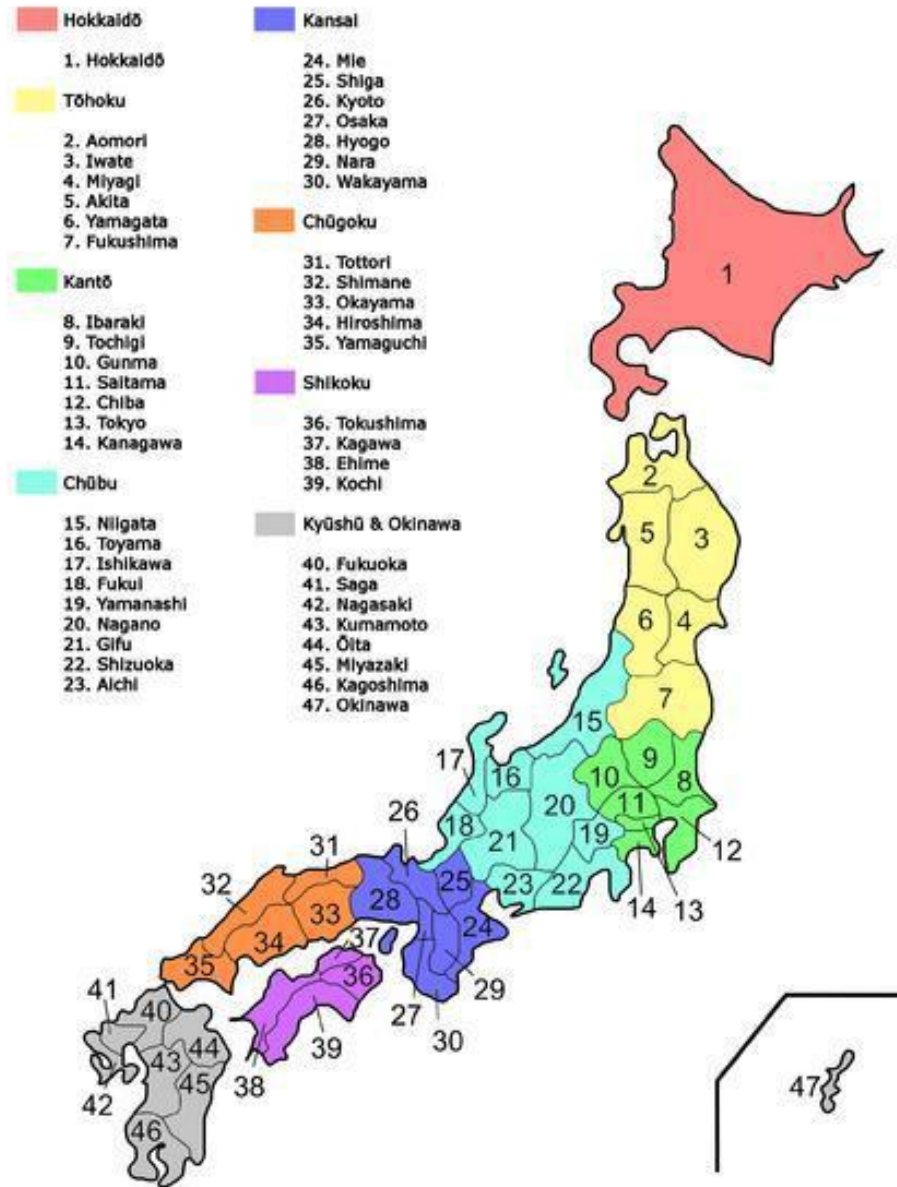 Hokkaidō
1. Hokkaidō
Tōhoku
2. Aomori
3. Iwate
4. Miyagi
5. Akita
6. Yamagata
7. Fukushima
Kantō
8. Ibaraki
9. Tochigi
10. Gunma
11. Saitama
12. Chiba
13. Tokyo
14. Kanagawa
Chūbu
15. Niigata
16. Toyama
17. Ishikawa
18. Fukui
19. Yamanashi
20. Nagano
21. Gifu
22. Shizuoka
23. Aichi
Kansai
24. Mie
25. Shiga
26. Kyoto
27. Osaka
28. Hyogo
29. Nara
30. Wakayama
Chūgoku
31. Tottori
32. Shimane
33. Okayama
34. Hiroshima
35. Yamaguchi
Shikoku
36. Tokushima
37. Kagawa
38. Ehime
39. Kochi
Kyūshū & Okinawa
40. Fukuoka
41. Saga
42. Nagasaki
43. Kumamoto
44. Ōita
45. Miyazaki
46. Kagoshima
47. Okinawa
1
2
5
3
6
4
7
15
17
16
10
9
8
11
20
26
18
21
19
12
31
25
23
22
14
13
32
28
33
24
34
37
35
36
29
41
40
27
30
44
39
43
38
42
45
46
47